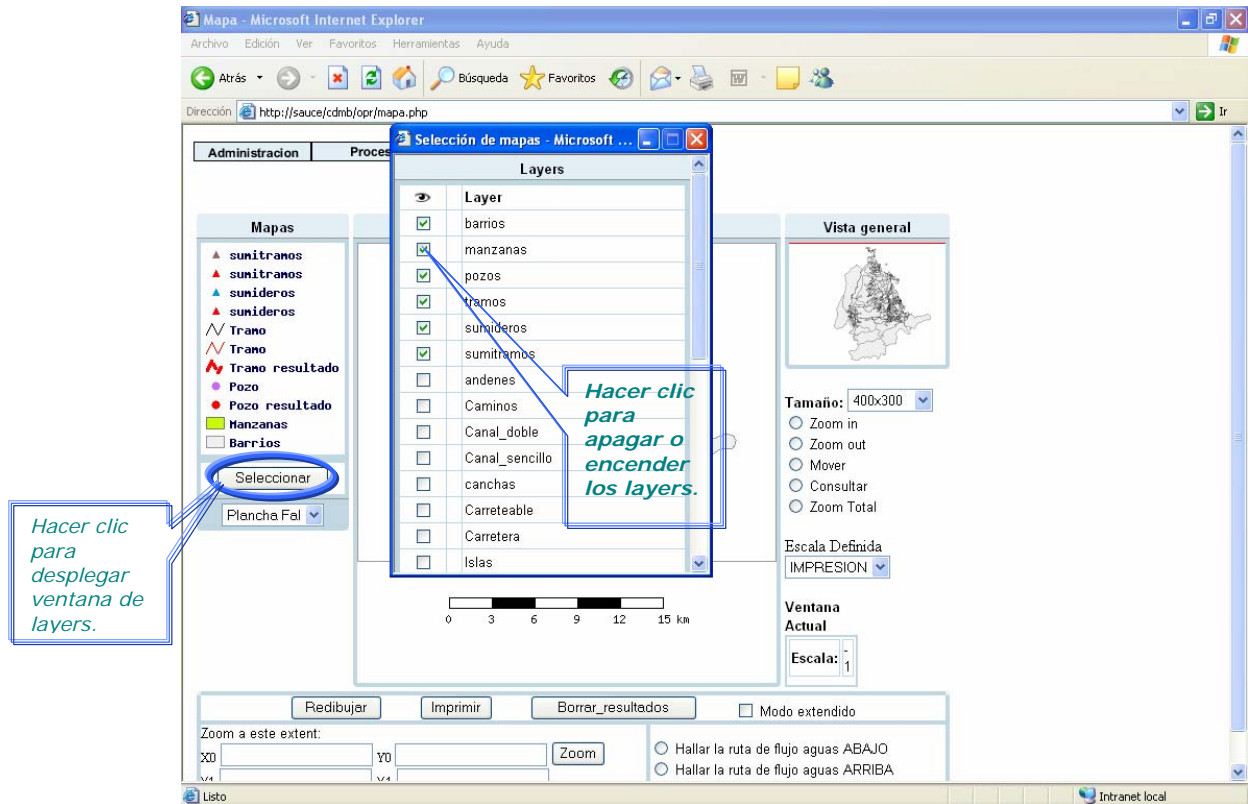 Mapa - Microsoft Internet Explorer
Archivo Edición Ver Favoritos Herramientas Ayuda
Atrás Búsqueda Favoritos
Dirección http://sauce/cdmb/opr/mapa.php Ir
Administracion Proces
Selección de mapas - Microsoft ...
Layers
Layer
barrios
manzanas
pozos
tramos
sumideros
sumitramos
andenes
Caminos
Canal_doble
Canal_sencillo
canchas
Carreteable
Carretera
Islas
Mapas
sumitramos
sumitramos
sumideros
sumideros
Tramo
Tramo
Tramo resultado
Pozo
Pozo resultado
Manzanas
Barrios
Seleccionar
Plancha Fal
Hacer clic
para
desplegar
ventana de
layers.
Hacer clic
para
apagar o
encender
los layers.
0 3 6 9 12 15 km
Vista general
Tamaño: 400x300
Zoom in
Zoom out
Mover
Consultar
Zoom Total
Escala Definida
IMPRESION
Ventana
Actual
Escala: -
1
Redibujar Imprimir Borrar_resultados Modo extendido
Zoom a este extent:
X0 Y0 Zoom
Y1 Y1
Hallar la ruta de flujo aguas ABAJO
Hallar la ruta de flujo aguas ARRIBA
Listo Intranet local